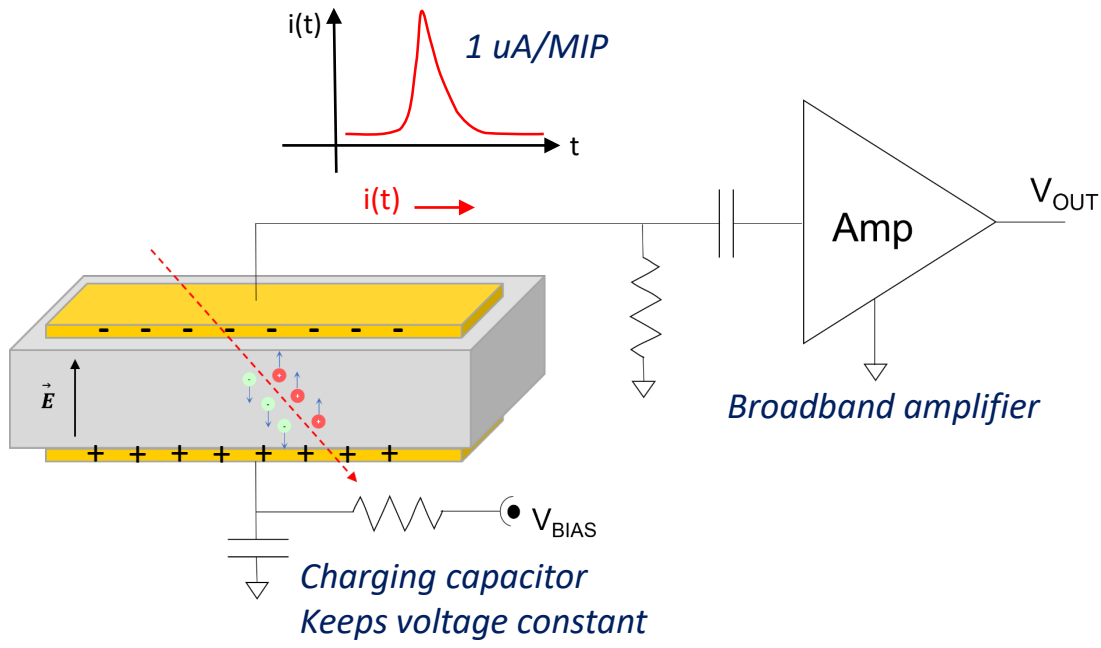 i(t)
1 uA/MIP
t
i(t)
V_OUT
Amp
- - - - - - - -
E⃗
- + - + - +
Broadband amplifier
+ + + + + + + +
V_BIAS
Charging capacitor
Keeps voltage constant